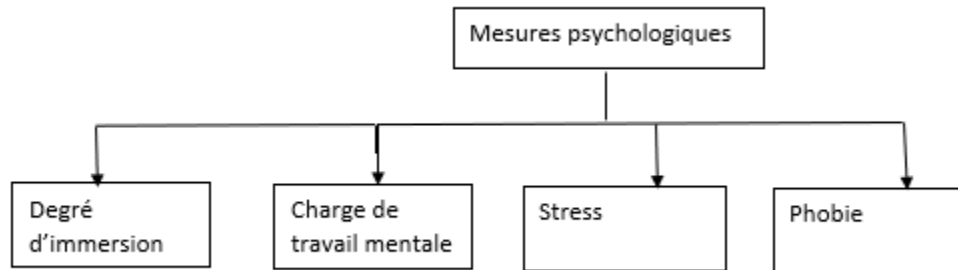 Mesures psychologiques
Degré
d’immersion
Charge de
travail mentale
Stress
Phobie